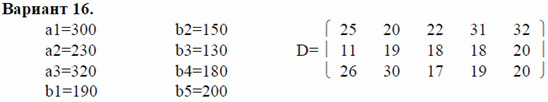 Вариант 16.
a1=300 b2=150 25 20 22 31 32
a2=230 b3=130 D= 11 19 18 18 20
a3=320 b4=180 26 30 17 19 20
b1=190 b5=200